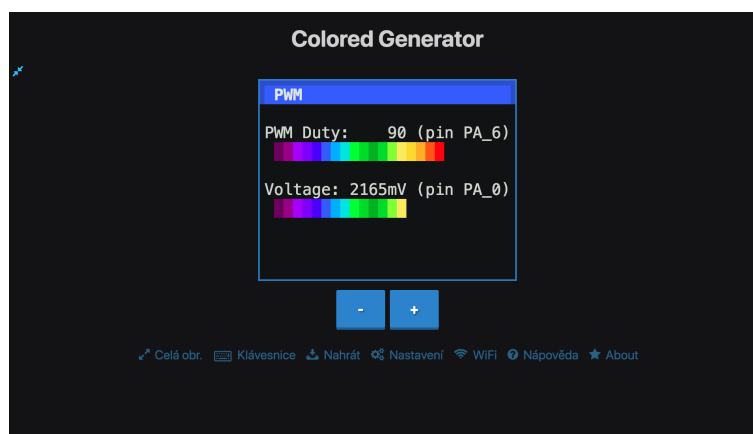 Colored Generator
PWM
PWM Duty:    90 (pin PA_6)
Voltage: 2165mV (pin PA_0)
- +
Celá obr. Klávesnice Nahrát Nastavení WiFi Nápověda About